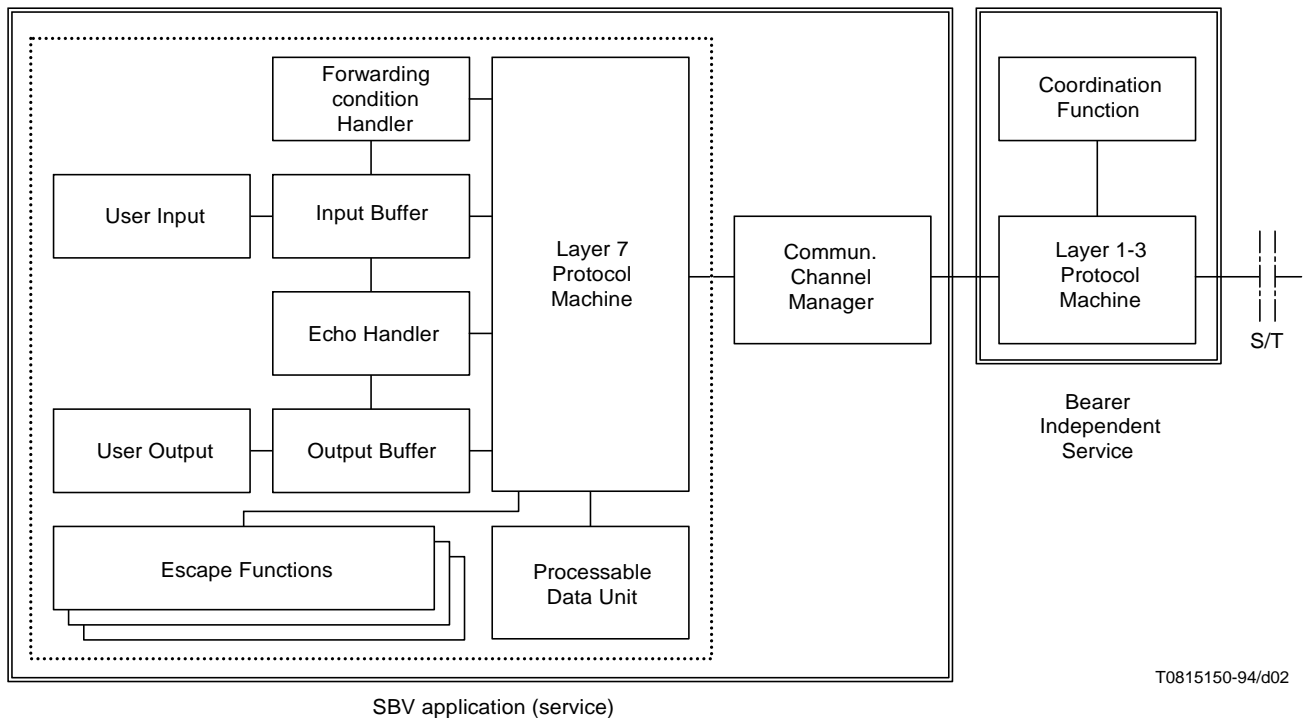 Forwarding
condition
Handler
Coordination
Function
User Input
Input Buffer
Layer 7
Protocol
Machine
Commun.
Channel
Manager
Layer 1-3
Protocol
Machine
Echo Handler
S/T
Bearer
Independent
Service
User Output
Output Buffer
Escape Functions
Processable
Data Unit
T0815150-94/d02
SBV application (service)